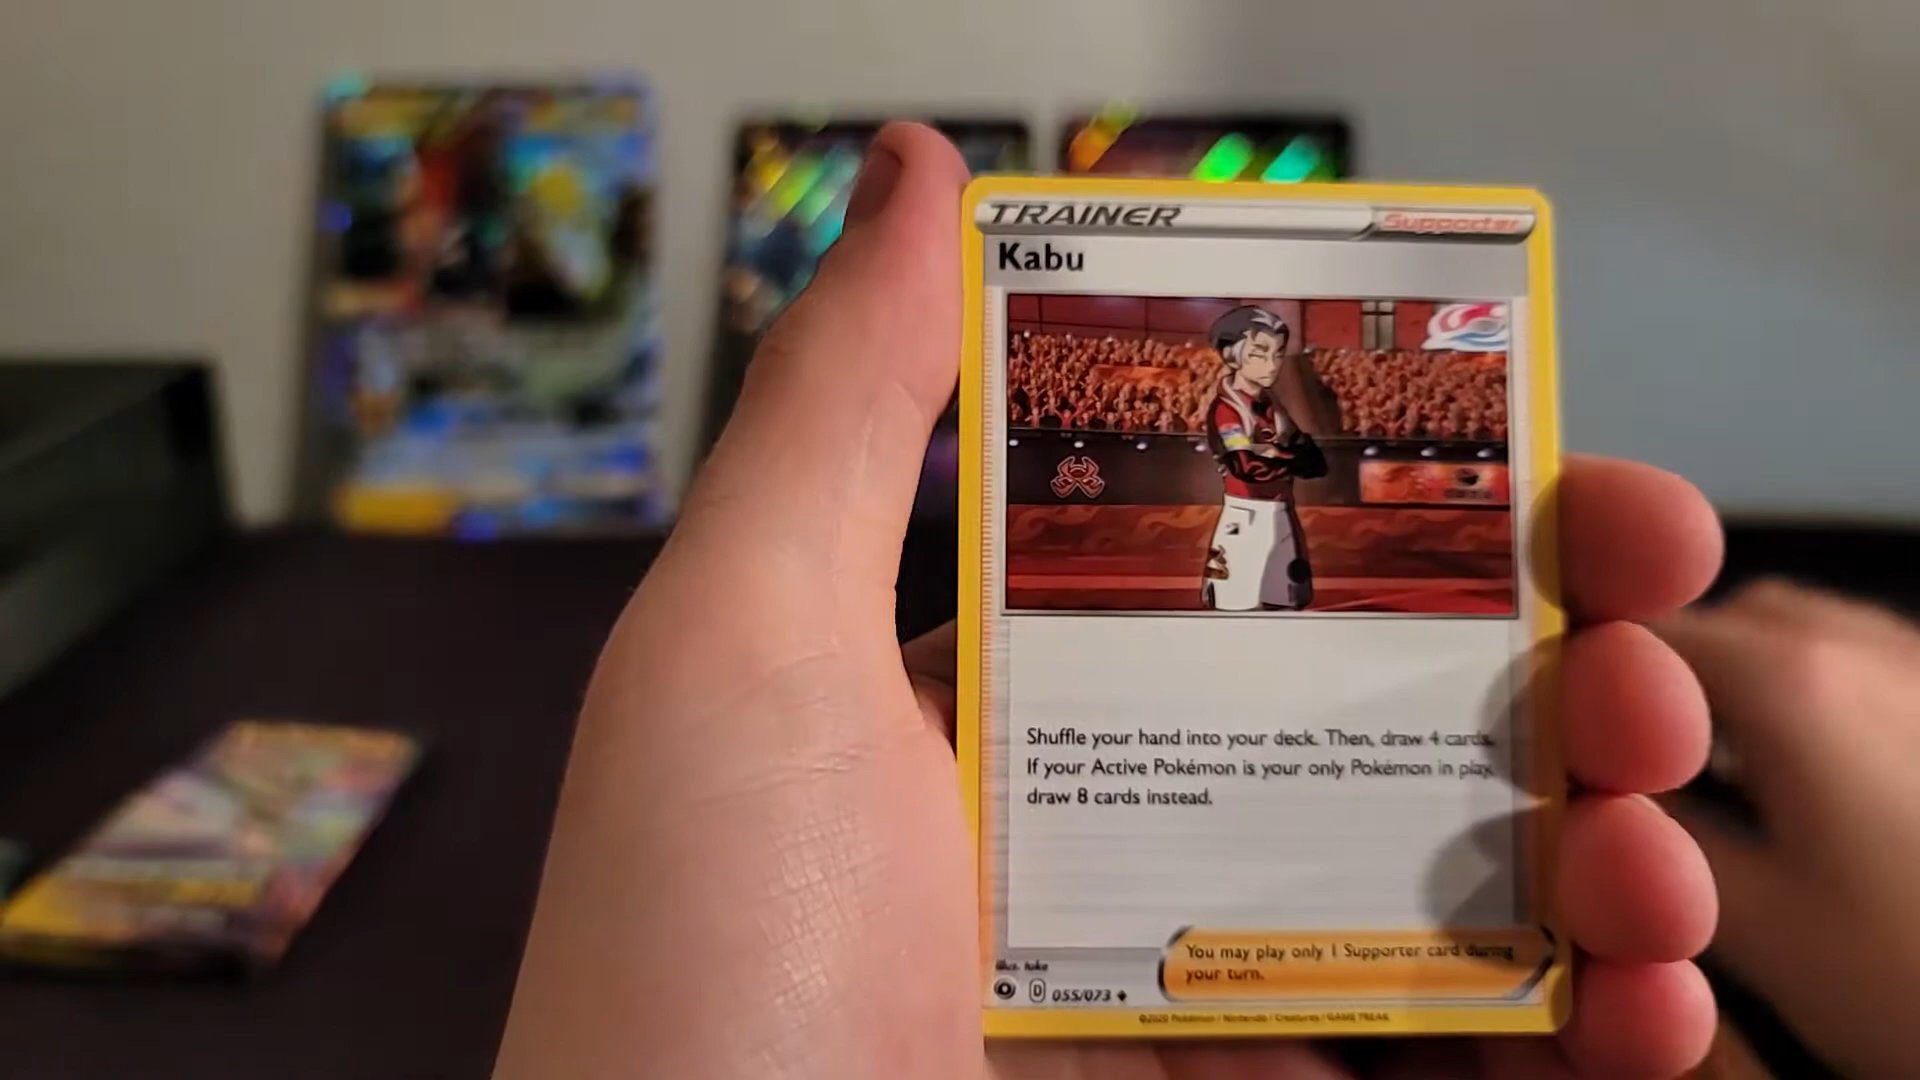 TRAINER
Supporter
Kabu
Shuffle your hand into your deck. Then, draw 4 cards.
If your Active Pokémon is your only Pokémon in play,
draw 8 cards instead.
You may play only 1 Supporter card during
your turn.
illus. take
D 055/073
©2020 Pokémon / Nintendo / Creatures / GAME FREAK